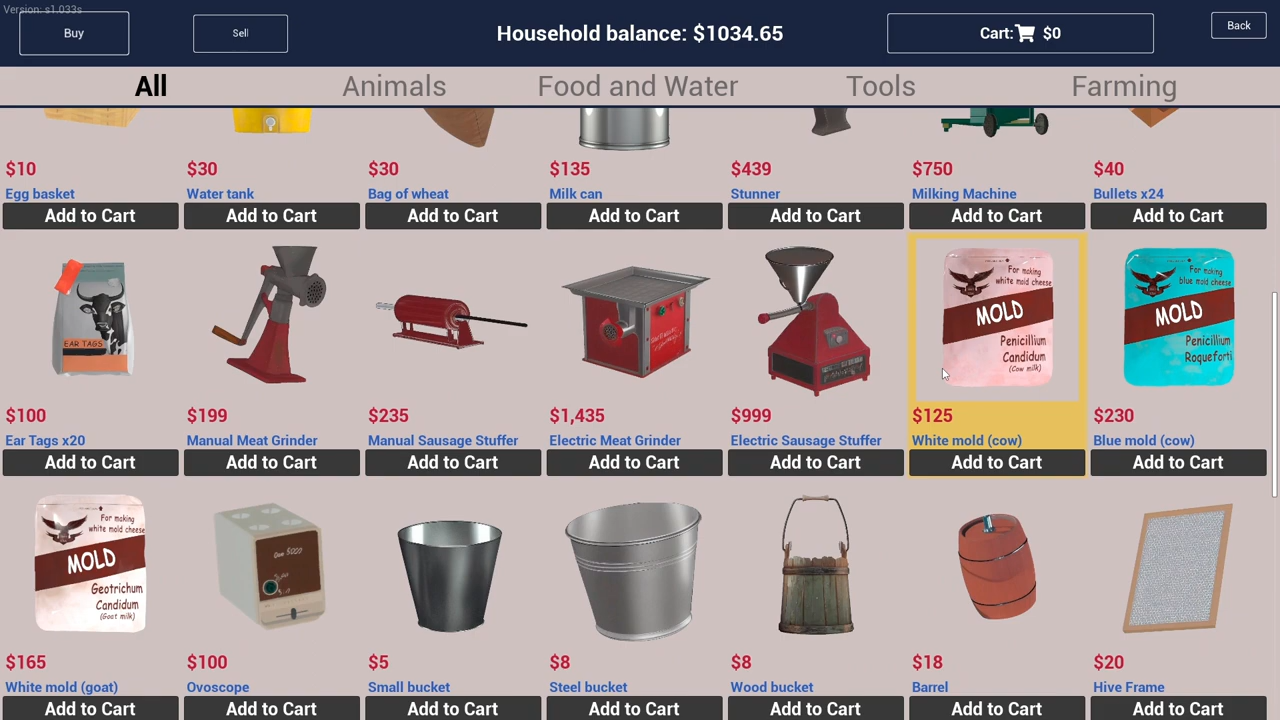 Version: s1.033s
Buy
Sell
Household balance: $1034.65
Cart: $0
Back
All
Animals
Food and Water
Tools
Farming
$10
$30
$30
$135
$439
$750
$40
Egg basket
Water tank
Bag of wheat
Milk can
Stunner
Milking Machine
Bullets x24
Add to Cart
Add to Cart
Add to Cart
Add to Cart
Add to Cart
Add to Cart
Add to Cart
EAR TAGS
For making
white mold cheese
MOLD
Penicillium
Candidum
(Cow milk)
For making
blue mold cheese
MOLD
Penicillium
Roqueforti
$100
$199
$235
$1,435
$999
$125
$230
Ear Tags x20
Manual Meat Grinder
Manual Sausage Stuffer
Electric Meat Grinder
Electric Sausage Stuffer
White mold (cow)
Blue mold (cow)
Add to Cart
Add to Cart
Add to Cart
Add to Cart
Add to Cart
Add to Cart
Add to Cart
For making
white mold cheese
MOLD
Geotrichum
Candidum
(Goat milk)
$165
$100
$5
$8
$8
$18
$20
White mold (goat)
Ovoscope
Small bucket
Steel bucket
Wood bucket
Barrel
Hive Frame
Add to Cart
Add to Cart
Add to Cart
Add to Cart
Add to Cart
Add to Cart
Add to Cart